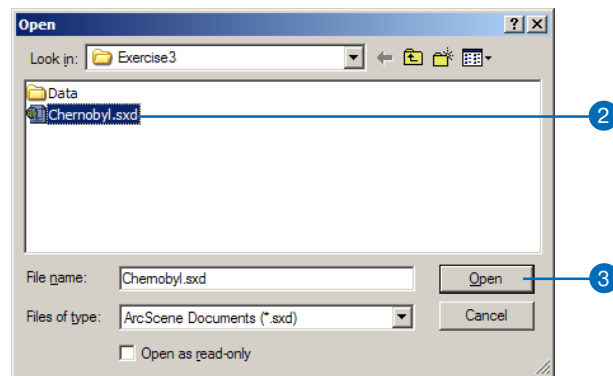 Open
Look in: Exercise3
Data
Chernobyl.sxd
2
File name: Chernobyl.sxd
Open
3
Files of type: ArcScene Documents (*.sxd)
Cancel
Open as read-only